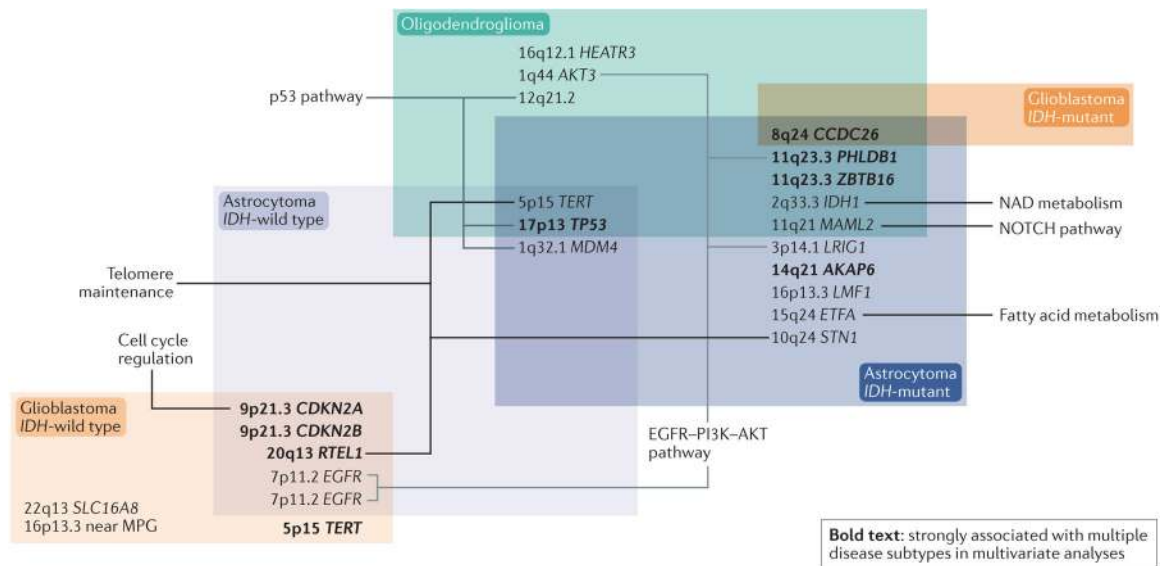 Oligodendroglioma
16q12.1 HEATR3
1q44 AKT3
12q21.2
p53 pathway
Glioblastoma
IDH-mutant
8q24 CCDC26
11q23.3 PHLDB1
11q23.3 ZBTB16
2q33.3 IDH1
11q21 MAML2
3p14.1 LRIG1
14q21 AKAP6
16p13.3 LMF1
15q24 ETFA
10q24 STN1
NAD metabolism
NOTCH pathway
Fatty acid metabolism
Astrocytoma
IDH-mutant
Astrocytoma
IDH-wild type
5p15 TERT
17p13 TP53
1q32.1 MDM4
Telomere
maintenance
Cell cycle
regulation
Glioblastoma
IDH-wild type
9p21.3 CDKN2A
9p21.3 CDKN2B
20q13 RTEL1
7p11.2 EGFR
7p11.2 EGFR
22q13 SLC16A8
16p13.3 near MPG
5p15 TERT
EGFR–PI3K–AKT
pathway
Bold text: strongly associated with multiple
disease subtypes in multivariate analyses